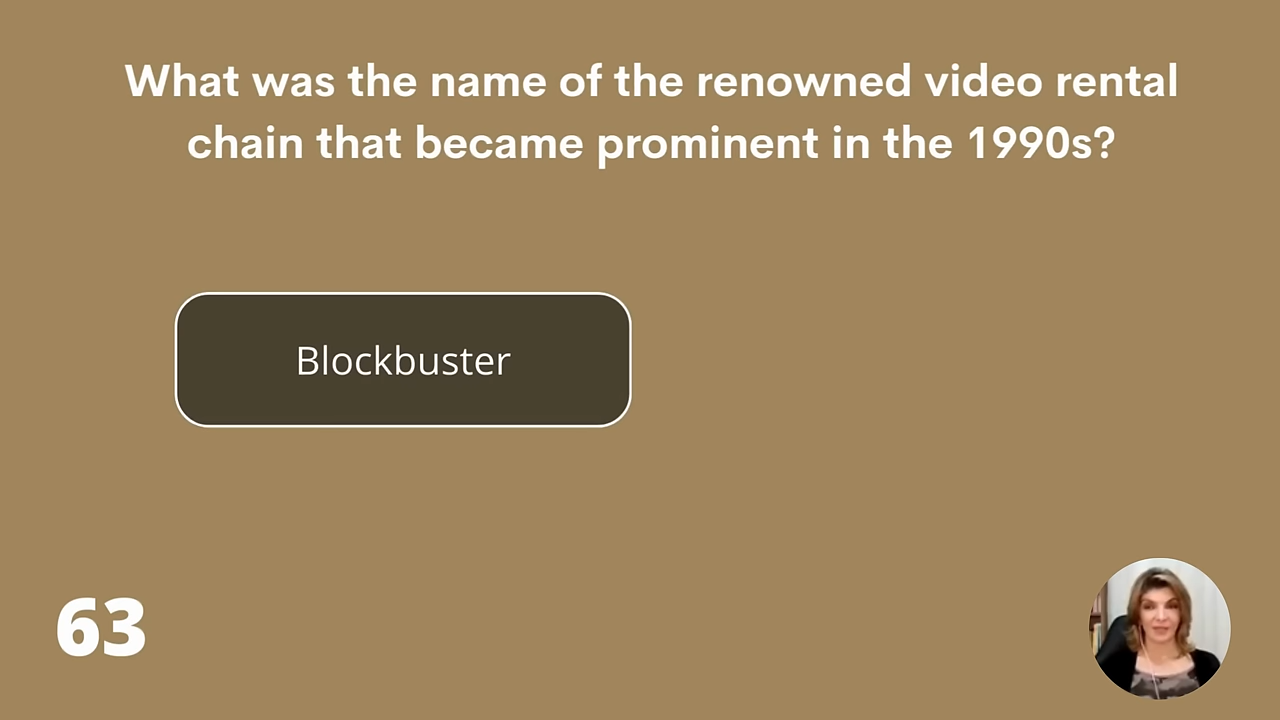 What was the name of the renowned video rental
chain that became prominent in the 1990s?
Blockbuster
63